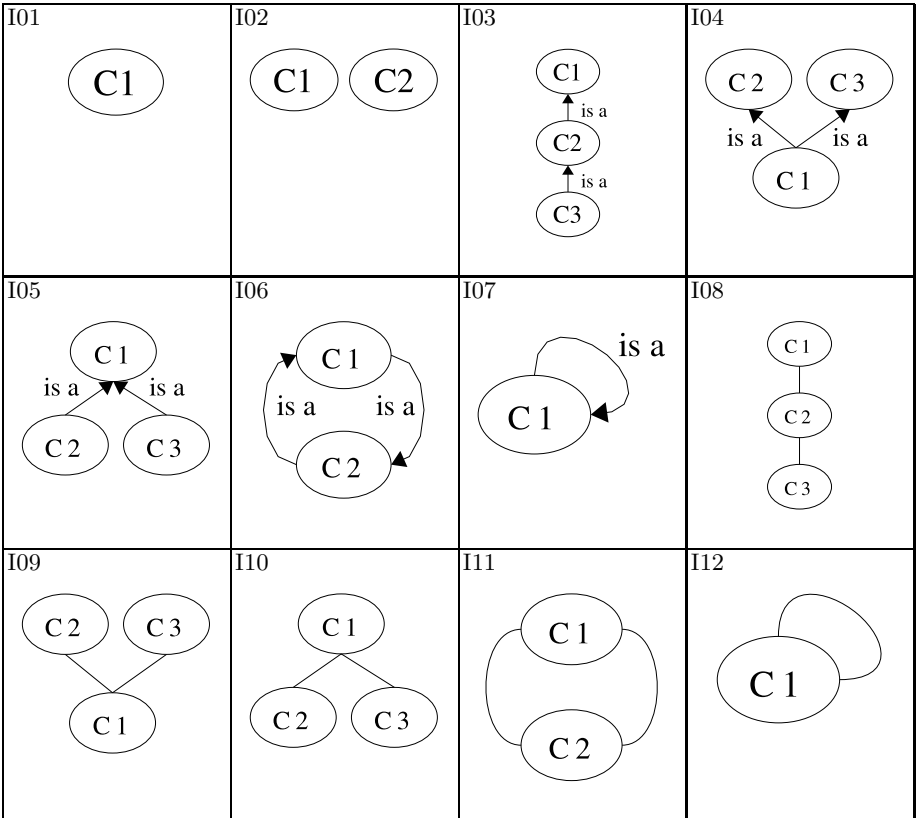 I01
C1
I02
C1 C2
I03
C1
is a
C2
is a
C3
I04
C 2 C 3
is a is a
C 1
I05
C 1
is a is a
C 2 C 3
I06
C 1
is a is a
C 2
I07
is a
C 1
I08
C 1
C 2
C 3
I09
C 2 C 3
C 1
I10
C 1
C 2 C 3
I11
C 1
C 2
I12
C 1